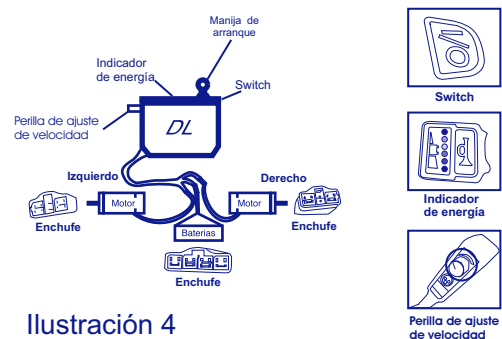 Manija de
arranque
Indicador
de energía
Switch
Perilla de ajuste
de velocidad
DL
Izquierdo
Derecho
Motor
Motor
Enchufe
Enchufe
Baterías
Enchufe
Ilustración 4
Switch
Indicador
de energía
Perilla de ajuste
de velocidad